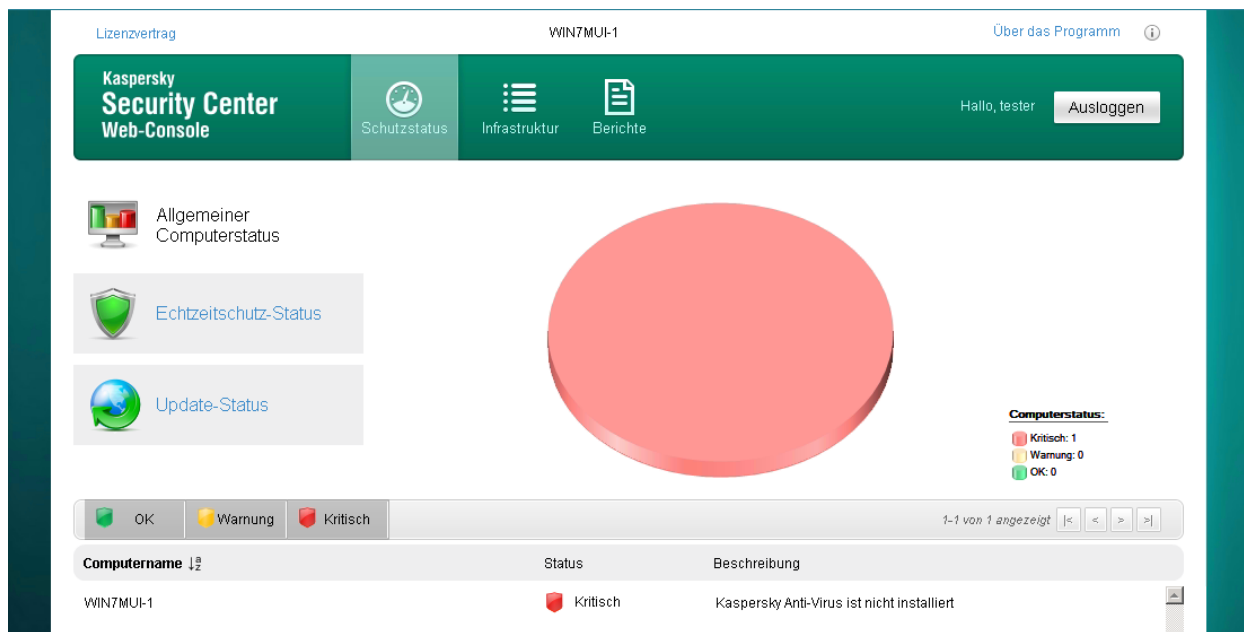 Lizenzvertrag
WIN7MUI-1
Über das Programm
Kaspersky
Security Center
Web-Console
Schutzstatus
Infrastruktur
Berichte
Hallo, tester
Ausloggen
Allgemeiner
Computerstatus
Echtzeitschutz-Status
Update-Status
Computerstatus:
Kritisch: 1
Warnung: 0
OK: 0
OK
Warnung
Kritisch
1-1 von 1 angezeigt |< < > >|
Computername
Status
Beschreibung
WIN7MUI-1
Kritisch
Kaspersky Anti-Virus ist nicht installiert